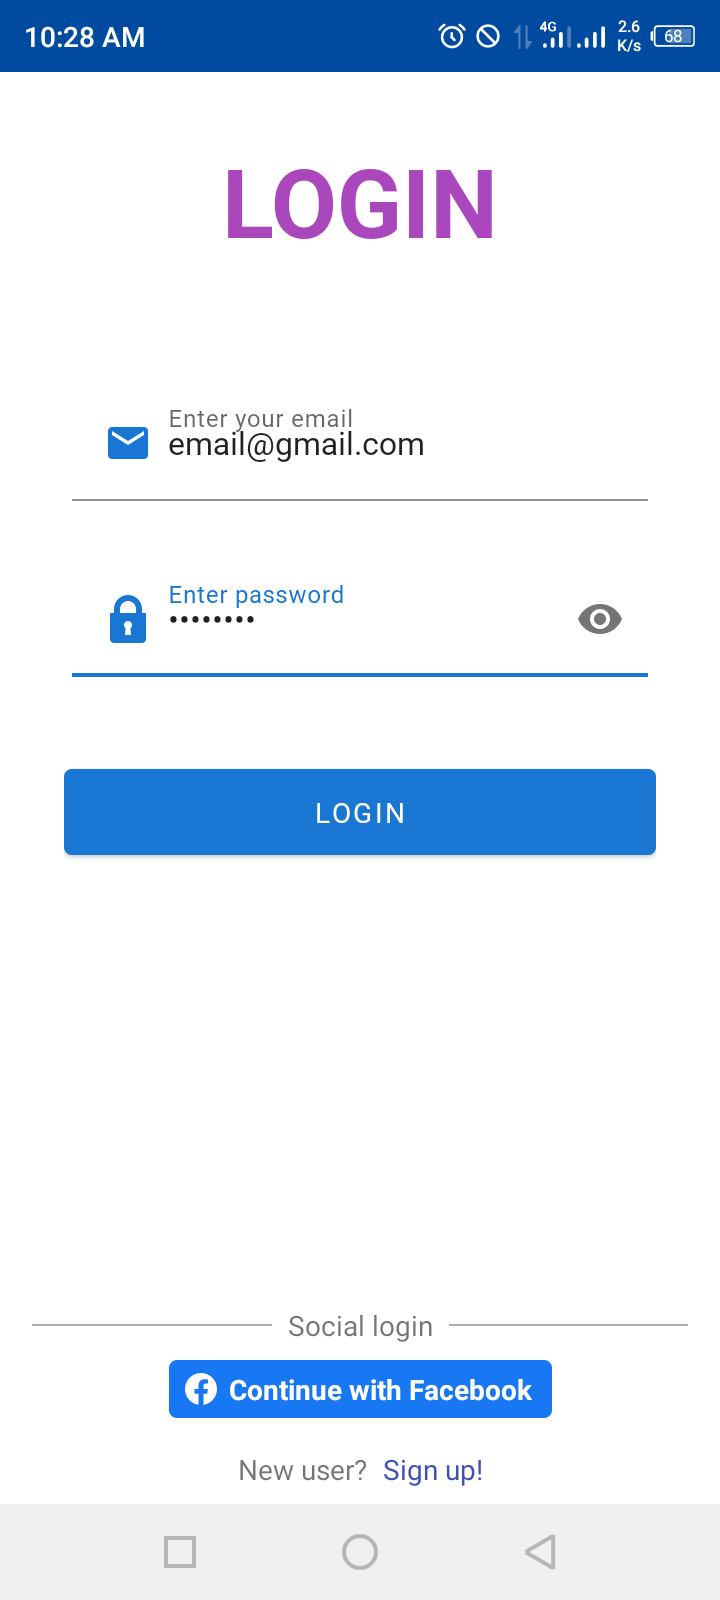 10:28 AM
4G
2.6
K/s
68
LOGIN
Enter your email
email@gmail.com
Enter password
••••••••
LOGIN
Social login
Continue with Facebook
New user? Sign up!